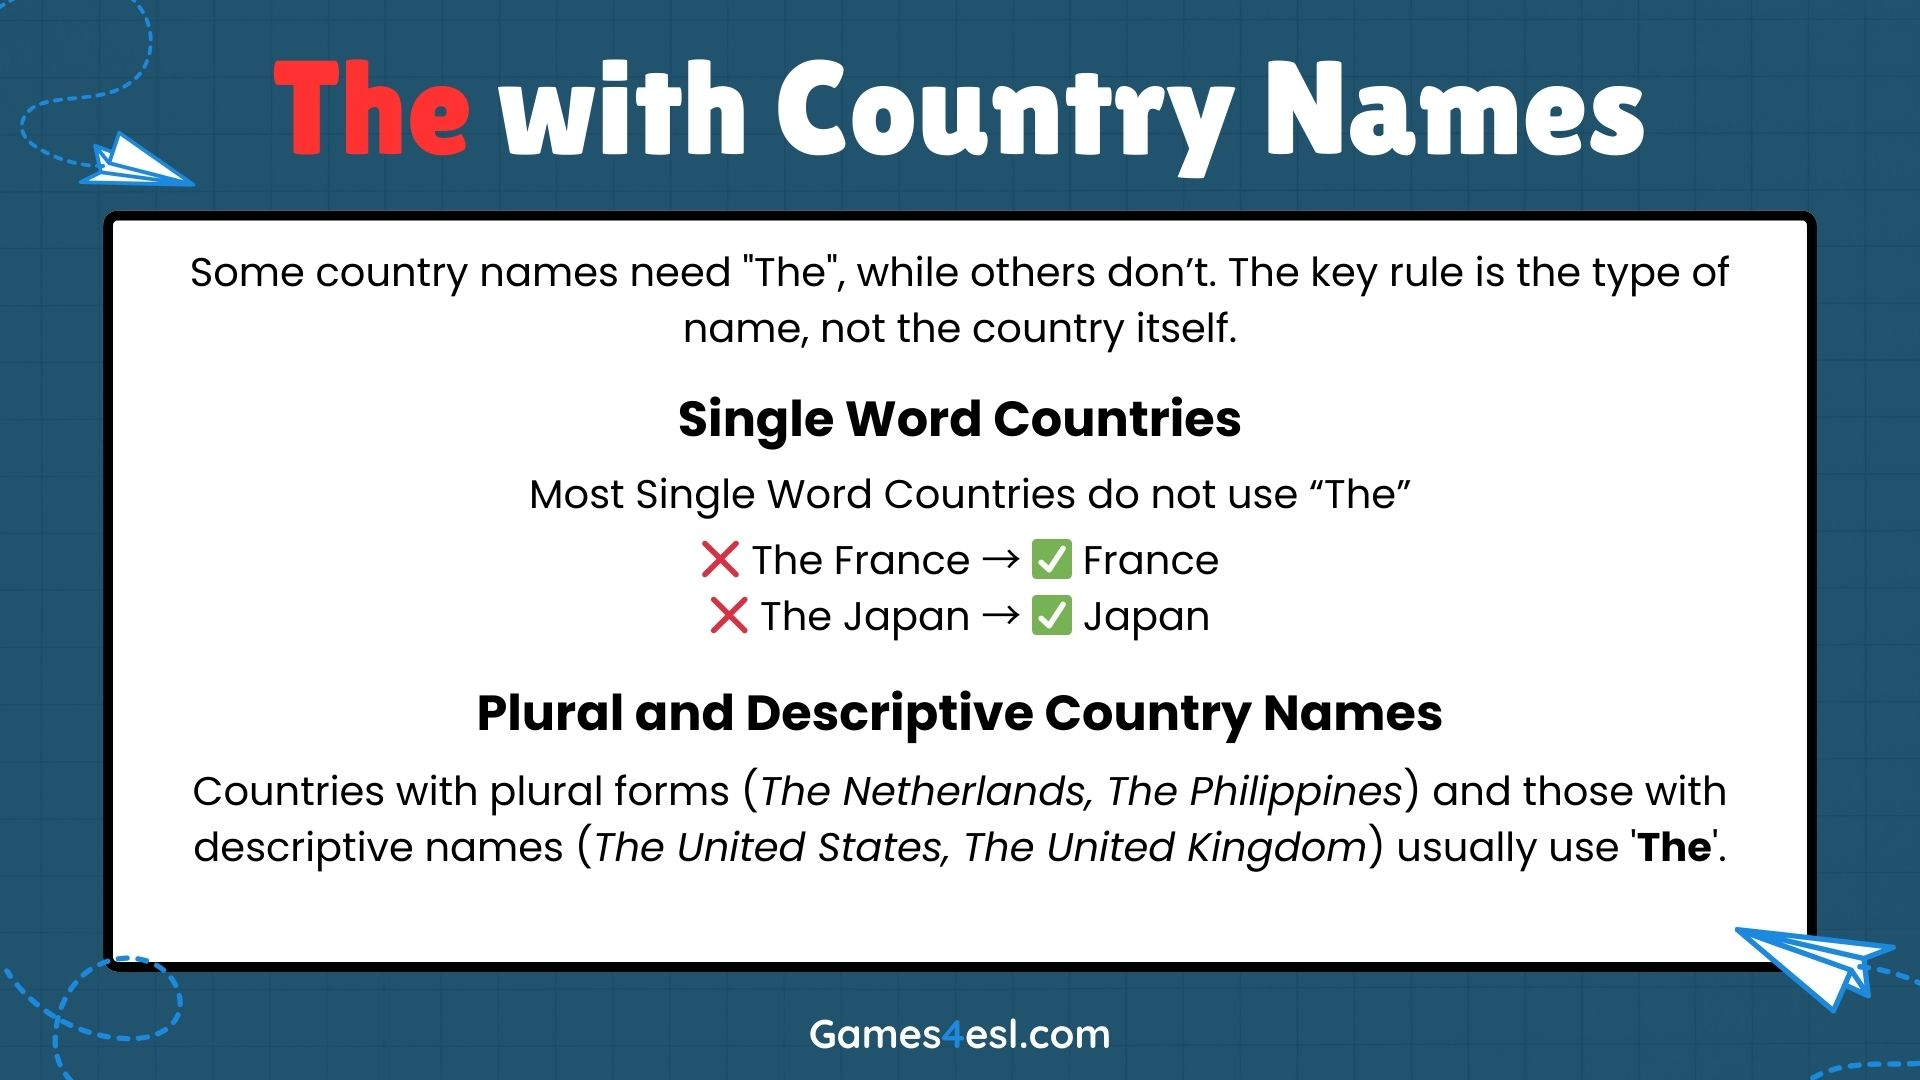 The with Country Names
Some country names need "The", while others don’t. The key rule is the type of
name, not the country itself.
Single Word Countries
Most Single Word Countries do not use “The”
❌ The France → ✅ France
❌ The Japan → ✅ Japan
Plural and Descriptive Country Names
Countries with plural forms (The Netherlands, The Philippines) and those with
descriptive names (The United States, The United Kingdom) usually use 'The'.
Games4esl.com